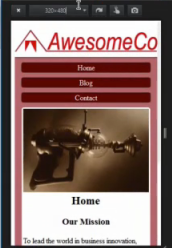 320×480
AwesomeCo
Home
Blog
Contact
Home
Our Mission
To lead the world in business innovation,